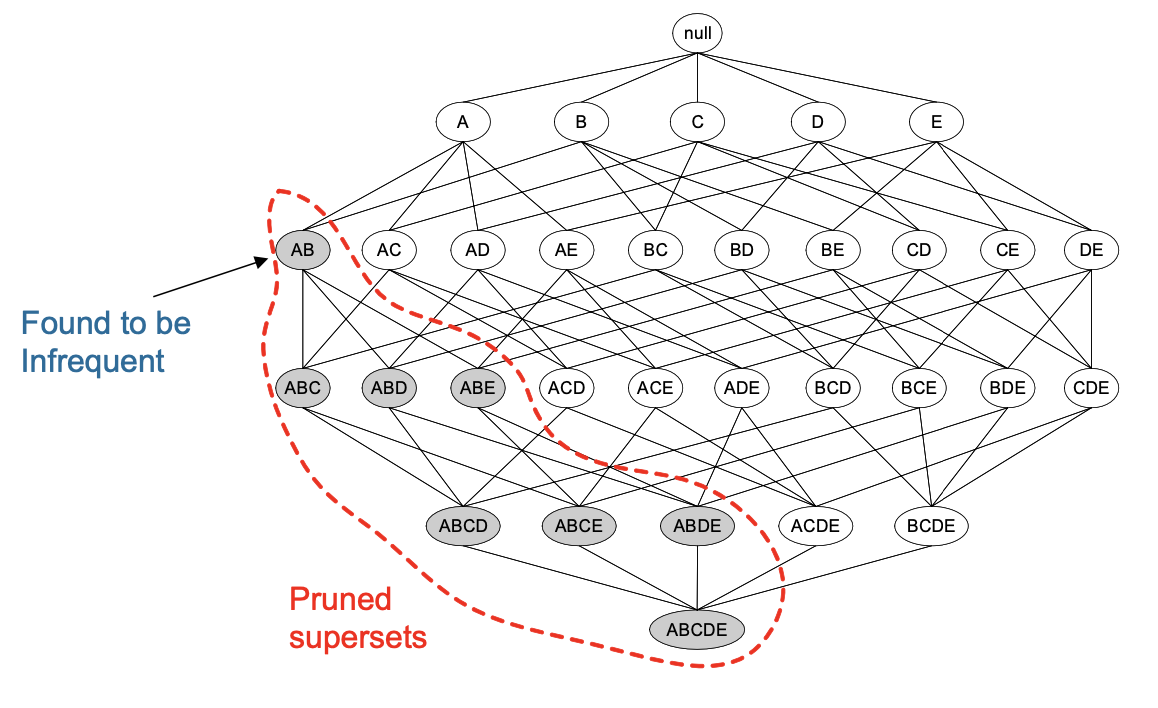 null
A B C D E
AB AC AD AE BC BD BE CD CE DE
Found to be
Infrequent
ABC ABD ABE ACD ACE ADE BCD BCE BDE CDE
ABCD ABCE ABDE ACDE BCDE
Pruned
supersets
ABCDE